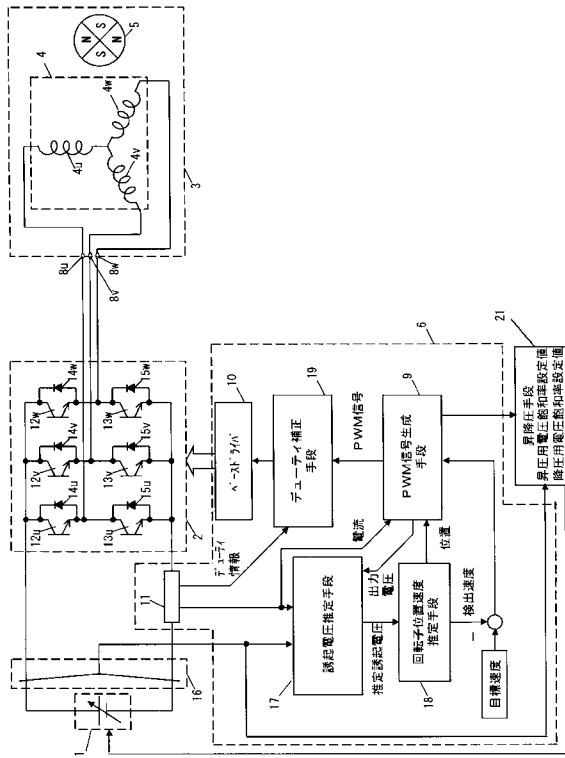 4
5
N
S
S
N
4u
4v
4w
3
8u
8v
8w
12u
12v
12w
14u
14v
14w
13u
13v
13w
15u
15v
15w
2
1
16
11
6
10
ベースドライバ
デューティ
情報
19
デューティ補正
手段
PWM信号
9
PWM信号生成
手段
電流
出力
電圧
位置
17
誘起電圧推定手段
推定誘起電圧
18
回転子位置速度
推定手段
検出速度
目標速度
21
昇降圧手段
昇圧用電圧飽和率設定値
降圧用電圧飽和率設定値